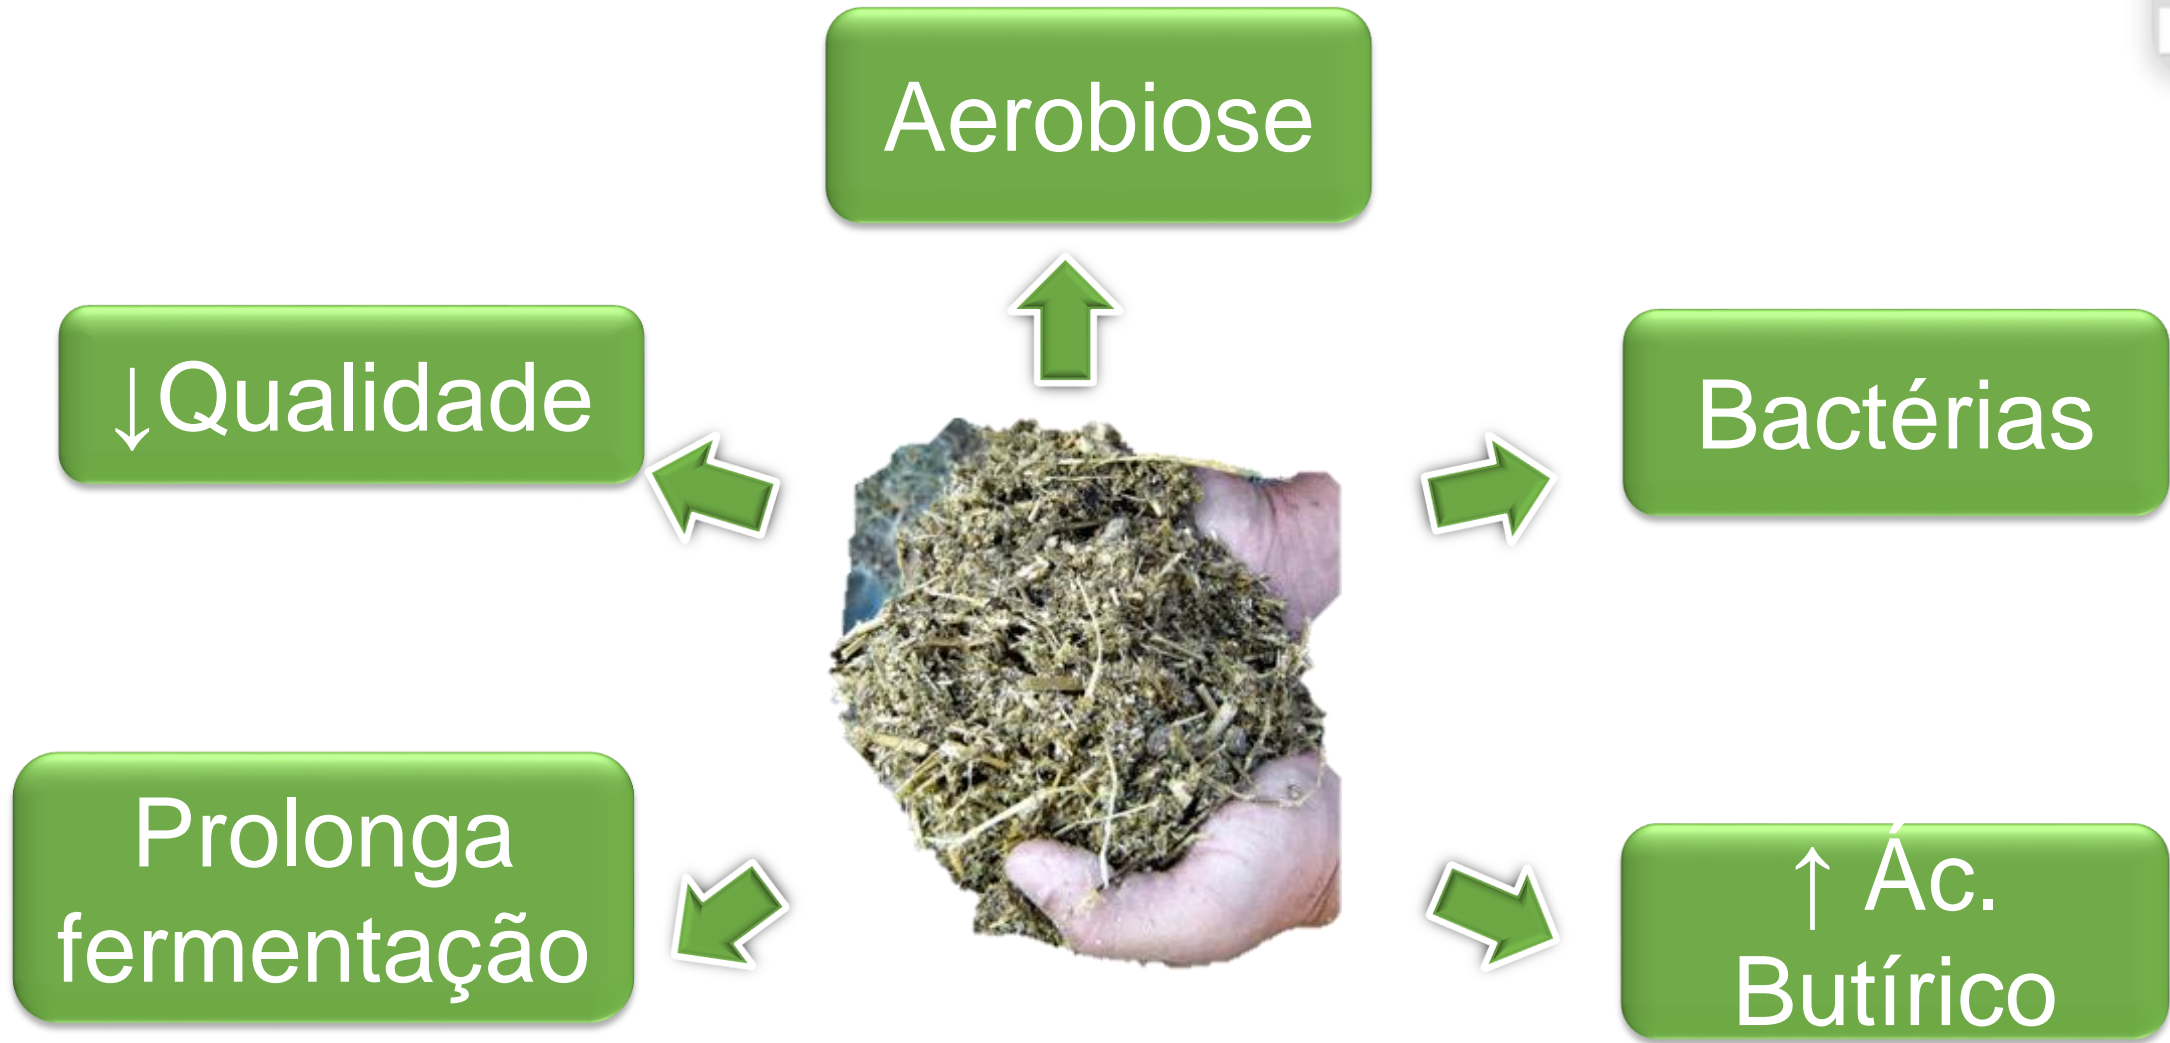 Aerobiose
↓Qualidade
Bactérias
Prolonga
fermentação
↑ Ác.
Butírico